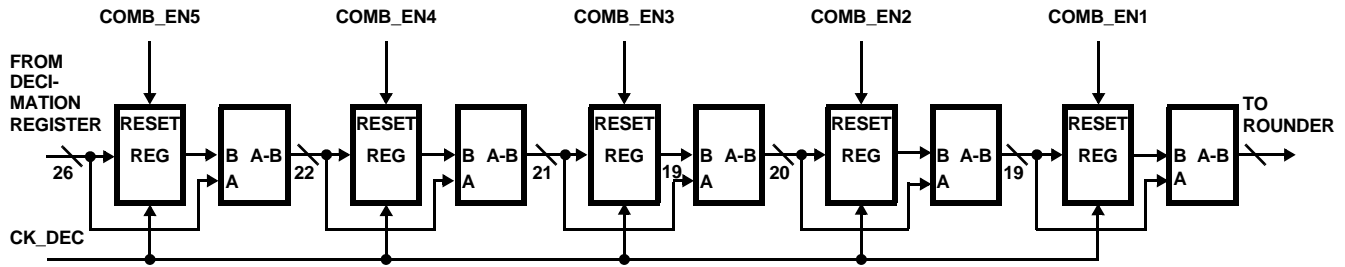 COMB_EN5 COMB_EN4 COMB_EN3 COMB_EN2 COMB_EN1
FROM
DECI-
MATION
REGISTER
RESET RESET RESET RESET RESET
TO
ROUNDER
REG B A-B REG B A-B REG B A-B REG B A-B REG B A-B
26 22 21 19 20 19
A A A A A
CK_DEC